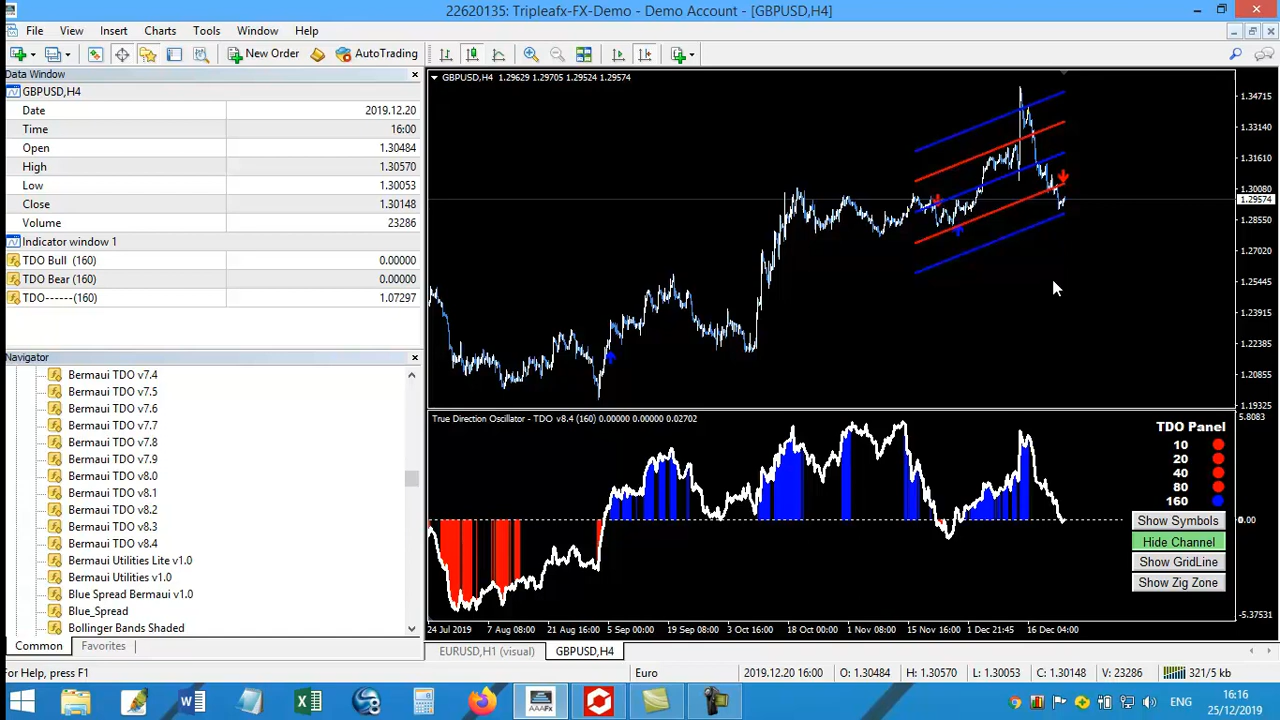 22620135: Tripleafx-FX-Demo - Demo Account - [GBPUSD,H4]
File View Insert Charts Tools Window Help
New Order AutoTrading
Data Window
GBPUSD,H4
Date 2019.12.20
Time 16:00
Open 1.30484
High 1.30570
Low 1.30053
Close 1.30148
Volume 23286
Indicator window 1
TDO Bull (160) 0.00000
TDO Bear (160) 0.00000
TDO------(160) 1.07297
Navigator
Bermaui TDO v7.4
Bermaui TDO v7.5
Bermaui TDO v7.6
Bermaui TDO v7.7
Bermaui TDO v7.8
Bermaui TDO v7.9
Bermaui TDO v8.0
Bermaui TDO v8.1
Bermaui TDO v8.2
Bermaui TDO v8.3
Bermaui TDO v8.4
Bermaui Utilities Lite v1.0
Bermaui Utilities v1.0
Blue Spread Bermaui v1.0
Blue_Spread
Bollinger Bands Shaded
Common Favorites
GBPUSD,H4 1.29629 1.29705 1.29524 1.29574
1.34715
1.33140
1.31610
1.30080
1.29574
1.28550
1.27020
1.25445
1.23915
1.22385
1.20855
1.19325
True Direction Oscillator - TDO v8.4 (160) 0.00000 0.00000 0.02702
5.8083
TDO Panel
10
20
40
80
160
0.00
Show Symbols
Hide Channel
Show GridLine
Show Zig Zone
-5.37531
24 Jul 2019 7 Aug 08:00 21 Aug 16:00 5 Sep 00:00 19 Sep 08:00 3 Oct 16:00 18 Oct 00:00 1 Nov 08:00 15 Nov 16:00 1 Dec 21:45 16 Dec 04:00
EURUSD,H1 (visual) GBPUSD,H4
For Help, press F1 Euro 2019.12.20 16:00 O: 1.30484 H: 1.30570 L: 1.30053 C: 1.30148 V: 23286 321/5 kb
AAAFx
ENG
16:16
25/12/2019